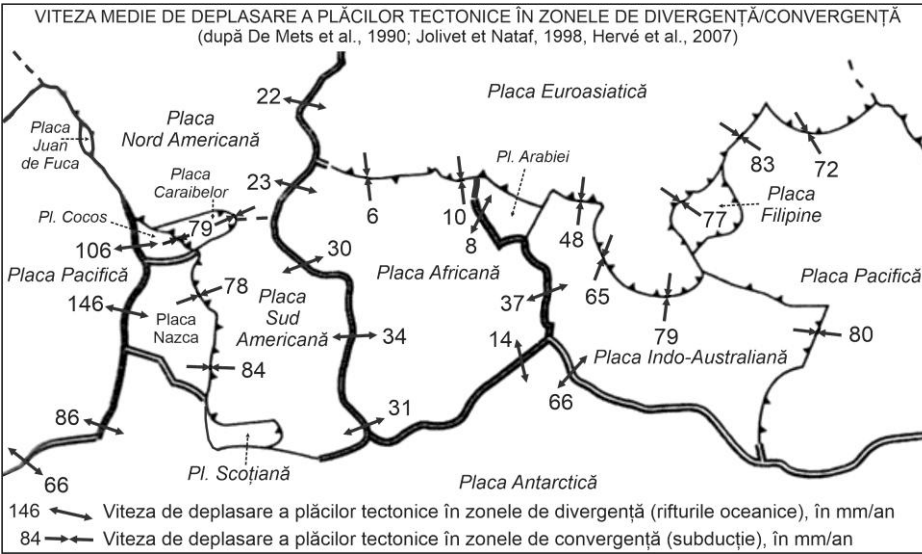 VITEZA MEDIE DE DEPLASARE A PLĂCILOR TECTONICE ÎN ZONELE DE DIVERGENȚĂ/CONVERGENȚĂ
(după De Mets et al., 1990; Jolivet et Nataf, 1998, Hervé et al., 2007)
Placa Euroasiatică
22
Placa
Nord Americană
Placa
Juan
de Fuca
83
72
Placa
Caraibelor
Pl. Arabiei
23
Placa
Filipine
Pl. Cocos
79
6
10
77
8
48
106
30
Placa Pacifică
Placa Africană
Placa Pacifică
78
65
37
146
Placa
Sud
Americană
Placa
Nazca
79
34
14
80
Placa Indo-Australiană
84
66
31
86
Pl. Scoțiană
Placa Antarctică
66
146 Viteza de deplasare a plăcilor tectonice în zonele de divergență (rifturile oceanice), în mm/an
84 Viteza de deplasare a plăcilor tectonice în zonele de convergență (subducție), în mm/an